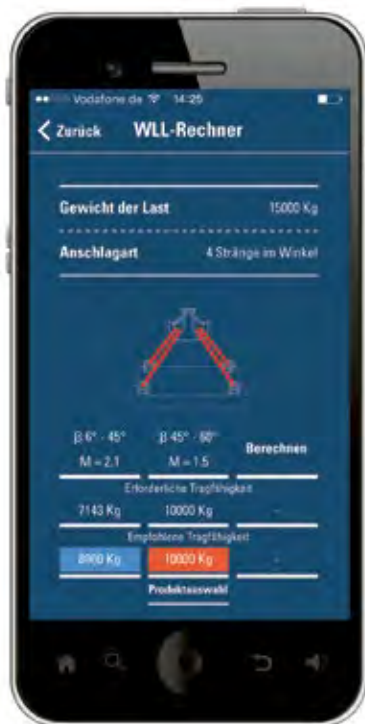 Vodafone.de 14:25
Zurück WLL-Rechner
Gewicht der Last 15000 Kg
Anschlagart 4 Stränge im Winkel
β 6° - 45° β 45° - 60° Berechnen
M = 2.1 M = 1.5
Erforderliche Tragfähigkeit
7143 Kg 10000 Kg -
Empfohlene Tragfähigkeit
8000 Kg 10000 Kg -
Produktauswahl